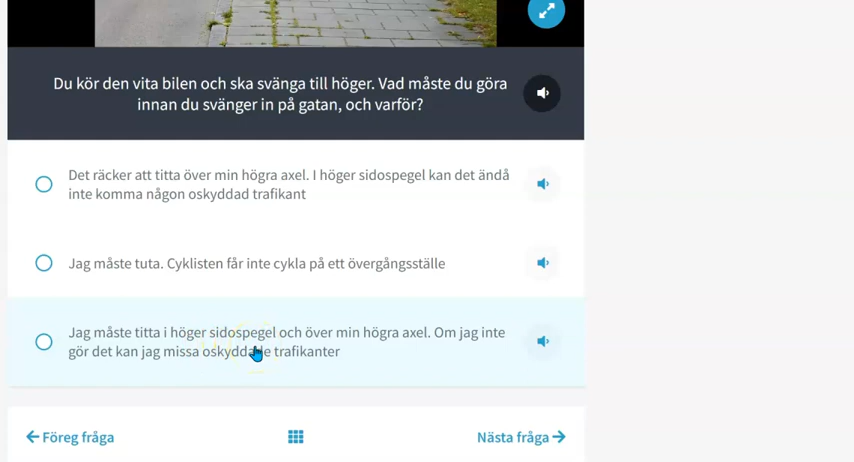 Du kör den vita bilen och ska svänga till höger. Vad måste du göra
innan du svänger in på gatan, och varför?
Det räcker att titta över min högra axel. I höger sidospegel kan det ändå
inte komma någon oskyddad trafikant
Jag måste tuta. Cyklisten får inte cykla på ett övergångsställe
Jag måste titta i höger sidospegel och över min högra axel. Om jag inte
gör det kan jag missa oskyddade trafikanter
Föreg fråga
Nästa fråga